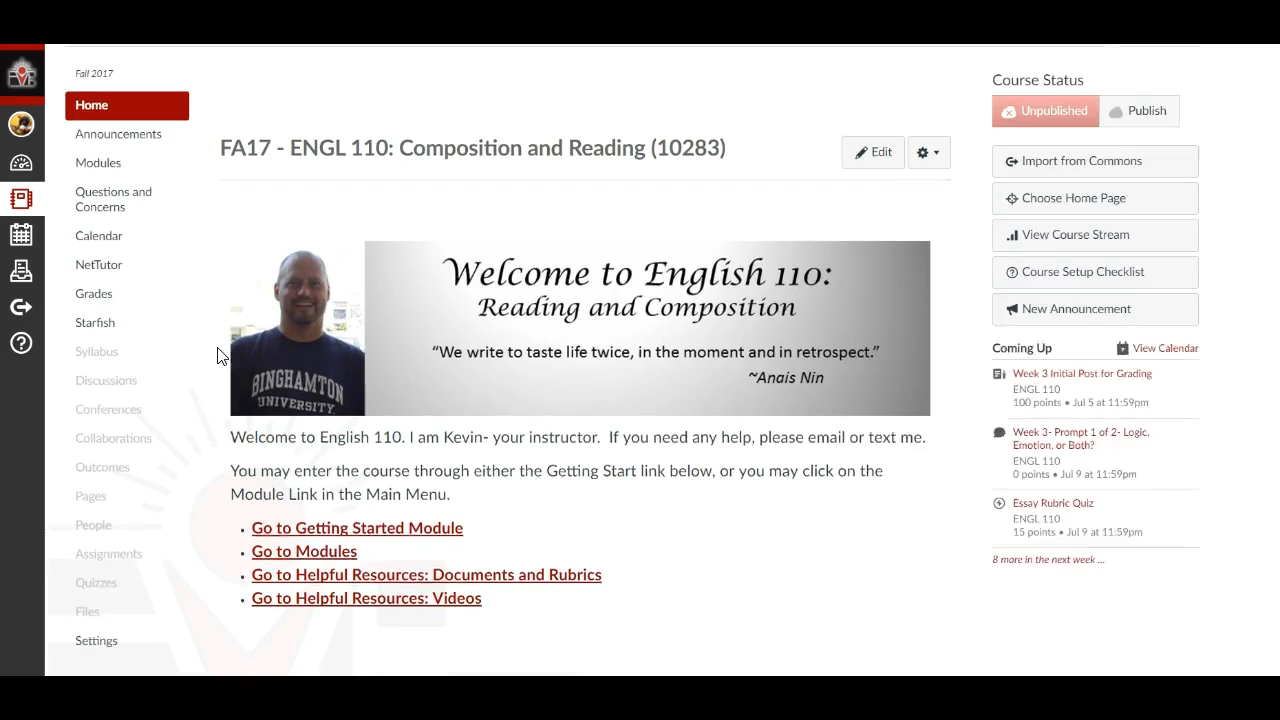 Fall 2017
Home
Announcements
Modules
Questions and
Concerns
Calendar
NetTutor
Grades
Starfish
Syllabus
Discussions
Conferences
Collaborations
Outcomes
Pages
People
Assignments
Quizzes
Files
Settings
FA17 - ENGL 110: Composition and Reading (10283)
Edit
BINGHAMTON
UNIVERSITY
Welcome to English 110:
Reading and Composition
“We write to taste life twice, in the moment and in retrospect.”
~Anais Nin
Welcome to English 110. I am Kevin- your instructor.  If you need any help, please email or text me.
You may enter the course through either the Getting Start link below, or you may click on the
Module Link in the Main Menu.
Go to Getting Started Module
Go to Modules
Go to Helpful Resources: Documents and Rubrics
Go to Helpful Resources: Videos
Course Status
Unpublished
Publish
Import from Commons
Choose Home Page
View Course Stream
Course Setup Checklist
New Announcement
Coming Up
View Calendar
Week 3 Initial Post for Grading
ENGL 110
100 points • Jul 5 at 11:59pm
Week 3- Prompt 1 of 2- Logic,
Emotion, or Both?
ENGL 110
0 points • Jul 9 at 11:59pm
Essay Rubric Quiz
ENGL 110
15 points • Jul 9 at 11:59pm
8 more in the next week ...